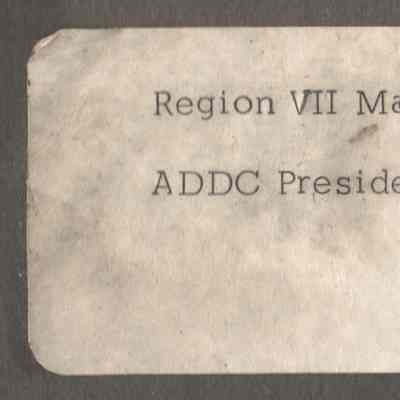 Region VII Ma
ADDC Preside